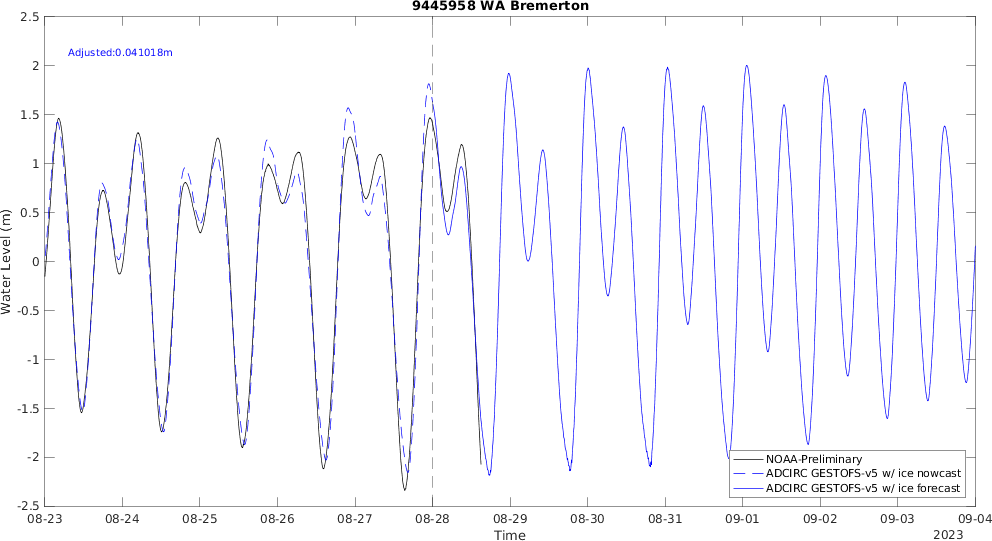 9445958 WA Bremerton
Adjusted:0.041018m
2.5
2
1.5
1
0.5
0
-0.5
-1
-1.5
-2
-2.5
Water Level (m)
08-23 08-24 08-25 08-26 08-27 08-28 08-29 08-30 08-31 09-01 09-02 09-03 09-04
Time
2023
NOAA-Preliminary
ADCIRC GESTOFS-v5 w/ ice nowcast
ADCIRC GESTOFS-v5 w/ ice forecast